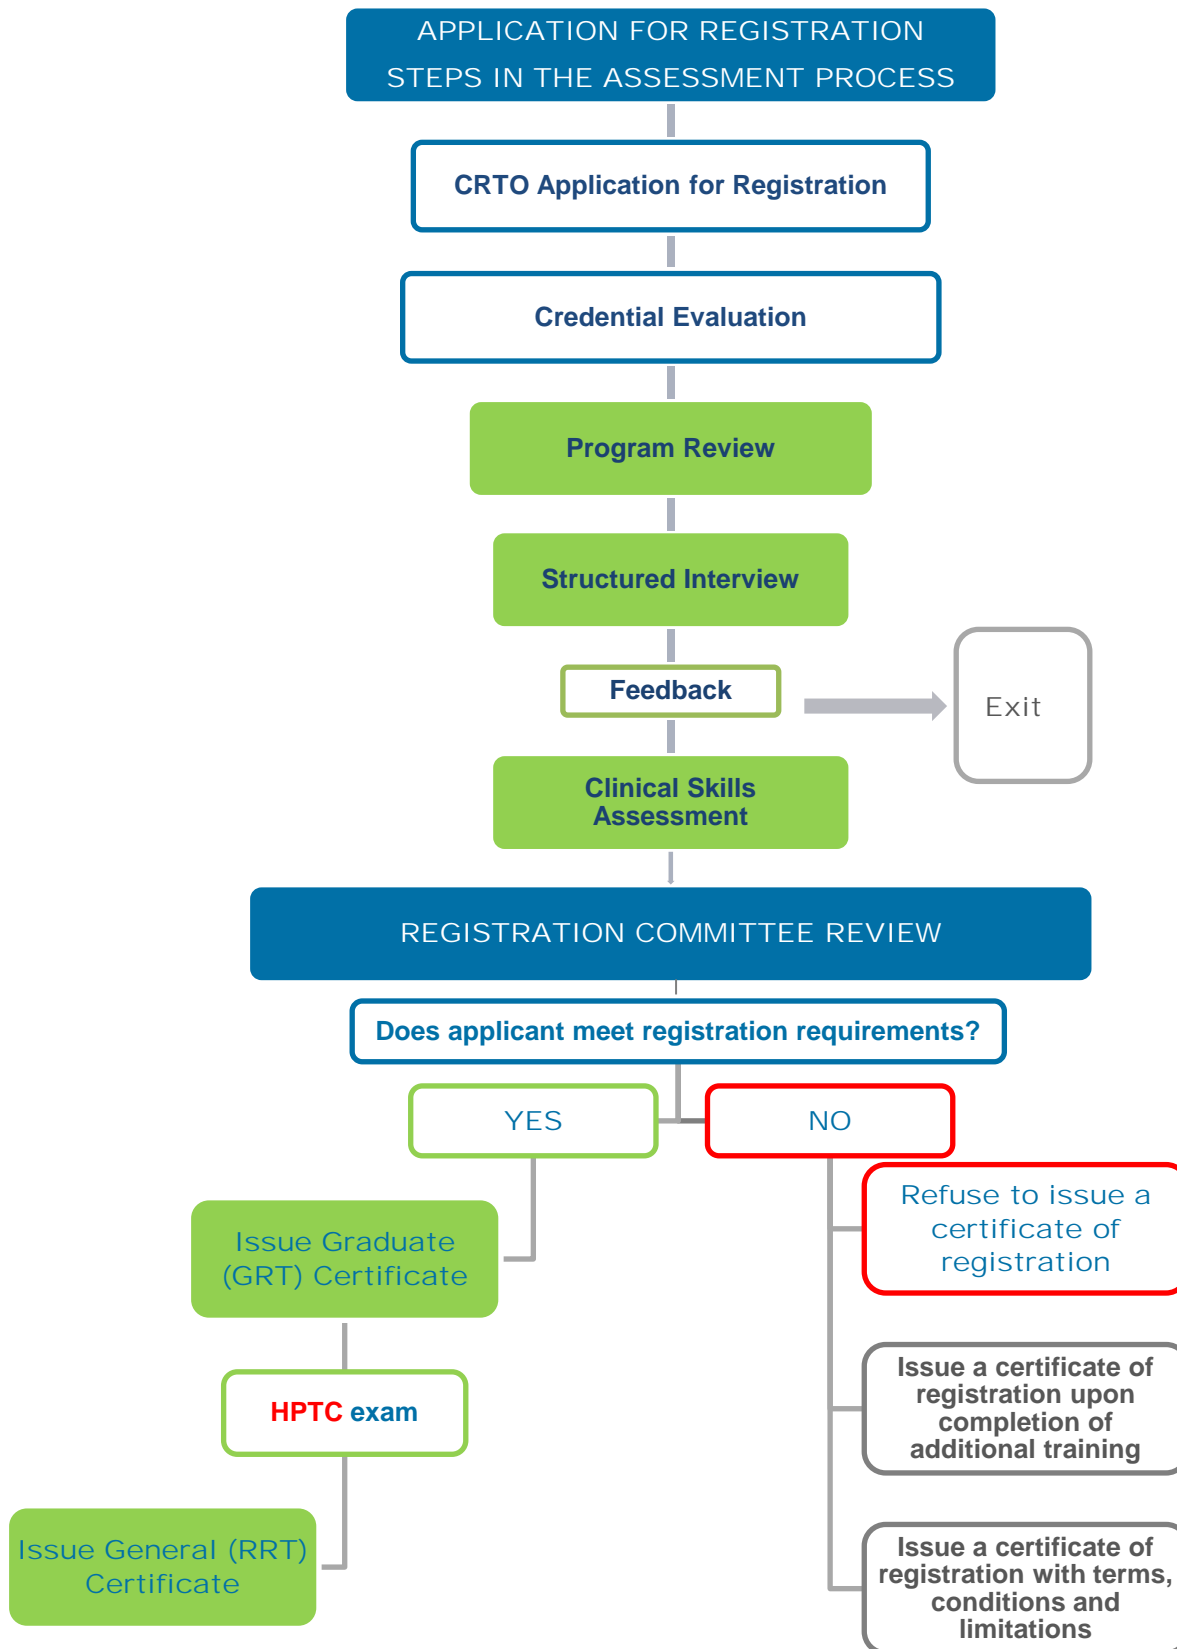 APPLICATION FOR REGISTRATION
STEPS IN THE ASSESSMENT PROCESS
CRTO Application for Registration
Credential Evaluation
Program Review
Structured Interview
Feedback
Exit
Clinical Skills
Assessment
REGISTRATION COMMITTEE REVIEW
Does applicant meet registration requirements?
YES
NO
Refuse to issue a
certificate of
registration
Issue Graduate
(GRT) Certificate
Issue a certificate of
registration upon
completion of
additional training
HPTC exam
Issue General (RRT)
Certificate
Issue a certificate of
registration with terms,
conditions and
limitations